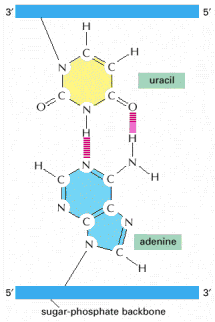 3′ 5′
H
C H
N C
uracil
C C
O N O
H H
N
H N H
C C
N C
N
C C
adenine
N C
H
5′ 3′
sugar-phosphate backbone